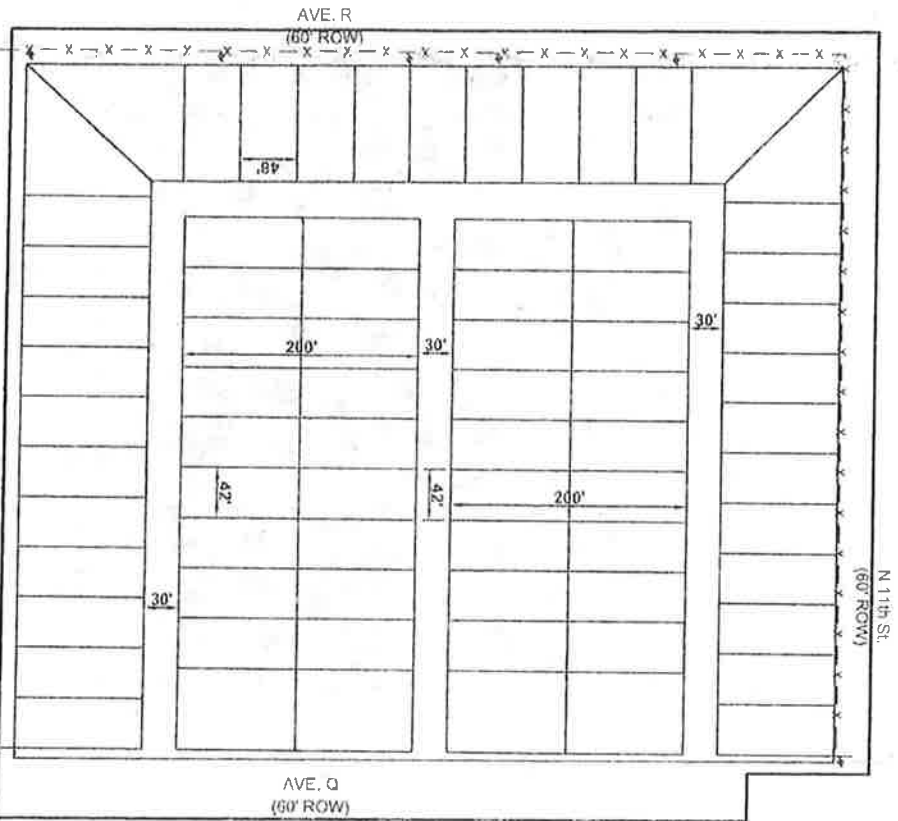 AVE. R
(60' ROW)
48'
200'
30'
30'
42'
42'
200'
30'
N 11th St.
(60' ROW)
AVE. Q
(60' ROW)